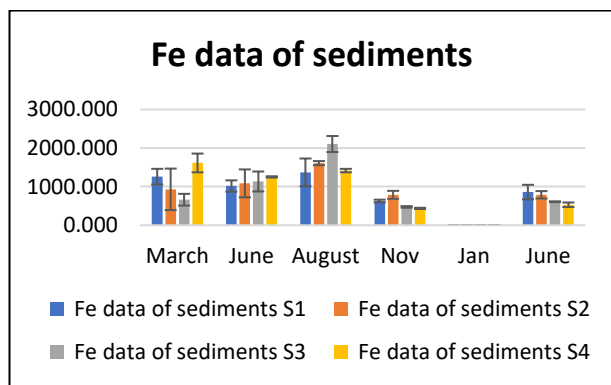 Fe data of sediments
3000.000
2000.000
1000.000
0.000
March June August Nov Jan June
Fe data of sediments S1 Fe data of sediments S2
Fe data of sediments S3 Fe data of sediments S4